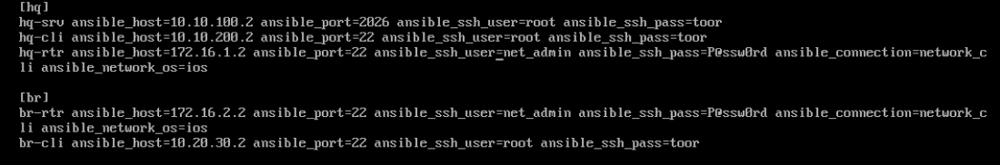 [hq]
hq-srv ansible_host=10.10.100.2 ansible_port=2026 ansible_ssh_user=root ansible_ssh_pass=toor
hq-cli ansible_host=10.10.200.2 ansible_port=22 ansible_ssh_user=root ansible_ssh_pass=toor
hq-rtr ansible_host=172.16.1.2 ansible_port=22 ansible_ssh_user=net_admin ansible_ssh_pass=P@ssw0rd ansible_connection=network_c
li ansible_network_os=ios
[br]
br-rtr ansible_host=172.16.2.2 ansible_port=22 ansible_ssh_user=net_admin ansible_ssh_pass=P@ssw0rd ansible_connection=network_c
li ansible_network_os=ios
br-cli ansible_host=10.20.30.2 ansible_port=22 ansible_ssh_user=root ansible_ssh_pass=toor